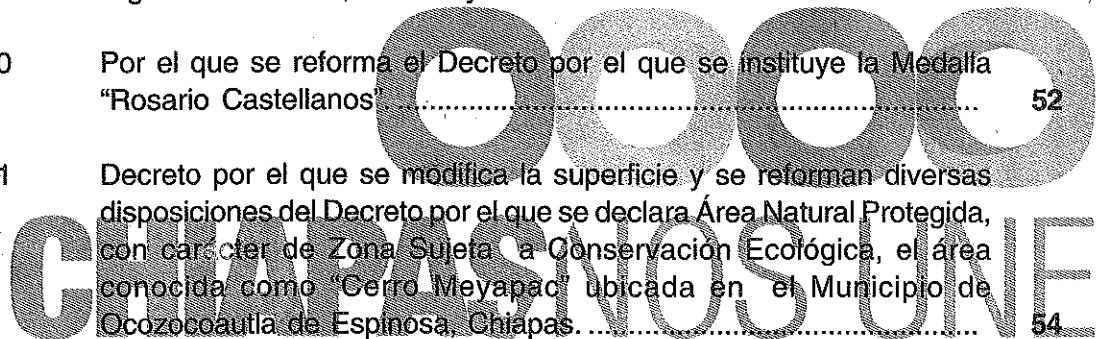 0 Por el que se reforma el Decreto por el que se instituye la Medalla
“Rosario Castellanos”. .......................................................................... 52
1 Decreto por el que se modifica la superficie y se reforman diversas
disposiciones del Decreto por el que se declara Área Natural Protegida,
con carácter de Zona Sujeta a Conservación Ecológica, el área
conocida como “Cerro Meyapac” ubicada en el Municipio de
Ocozocoautla de Espinosa, Chiapas. ................................................ 54
CHIAPASNOS UNE